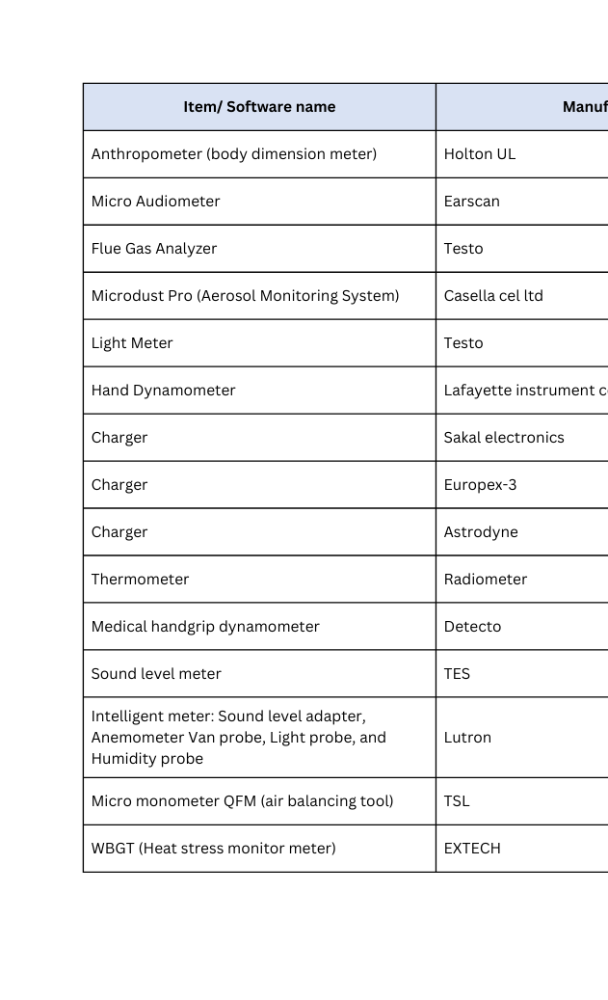 Item/ Software name
Anthropometer (body dimension meter)
Holton UL
Micro Audiometer
Earscan
Flue Gas Analyzer
Testo
Microdust Pro (Aerosol Monitoring System)
Casella cel ltd
Light Meter
Testo
Hand Dynamometer
Lafayette instrument
Charger
Sakal electronics
Charger
Europex-3
Charger
Astrodyne
Thermometer
Radiometer
Medical handgrip dynamometer
Detecto
Sound level meter
TES
Intelligent meter: Sound level adapter,
Anemometer Van probe, Light probe, and
Humidity probe
Lutron
Micro monometer QFM (air balancing tool)
TSL
WBGT (Heat stress monitor meter)
EXTECH